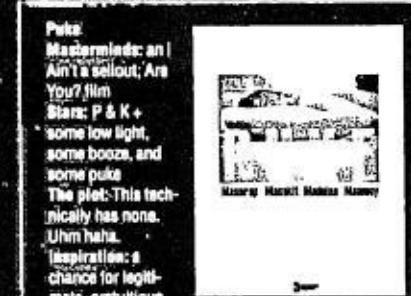 Puke
Masterminds: an I
Ain't a sellout; Are
You? film
Stars: P & K +
some low light,
some booze, and
some puke
The plot: This tech-
nically has none.
Uhm haha.
Inspiration: a
chance for legiti-